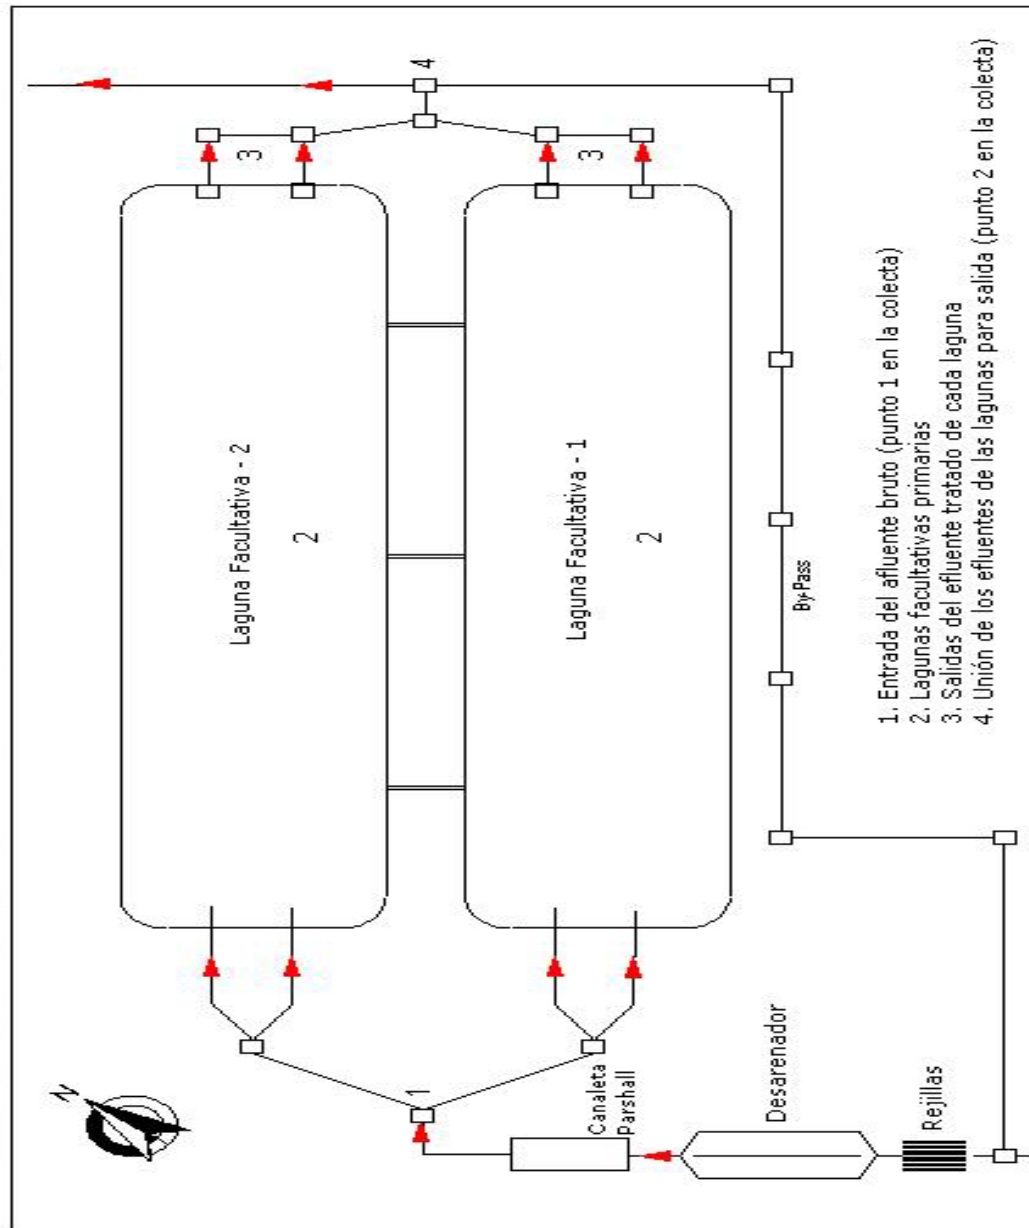 N
1
Canaleta
Parshall
Desarenador
Rejillas
Laguna Facultativa - 2
2
Laguna Facultativa - 1
2
By-Pass
3
3
4
1. Entrada del afluente bruto (punto 1 en la colecta)
2. Lagunas facultativas primarias
3. Salidas del efluente tratado de cada laguna
4. Unión de los efluentes de las lagunas para salida (punto 2 en la colecta)